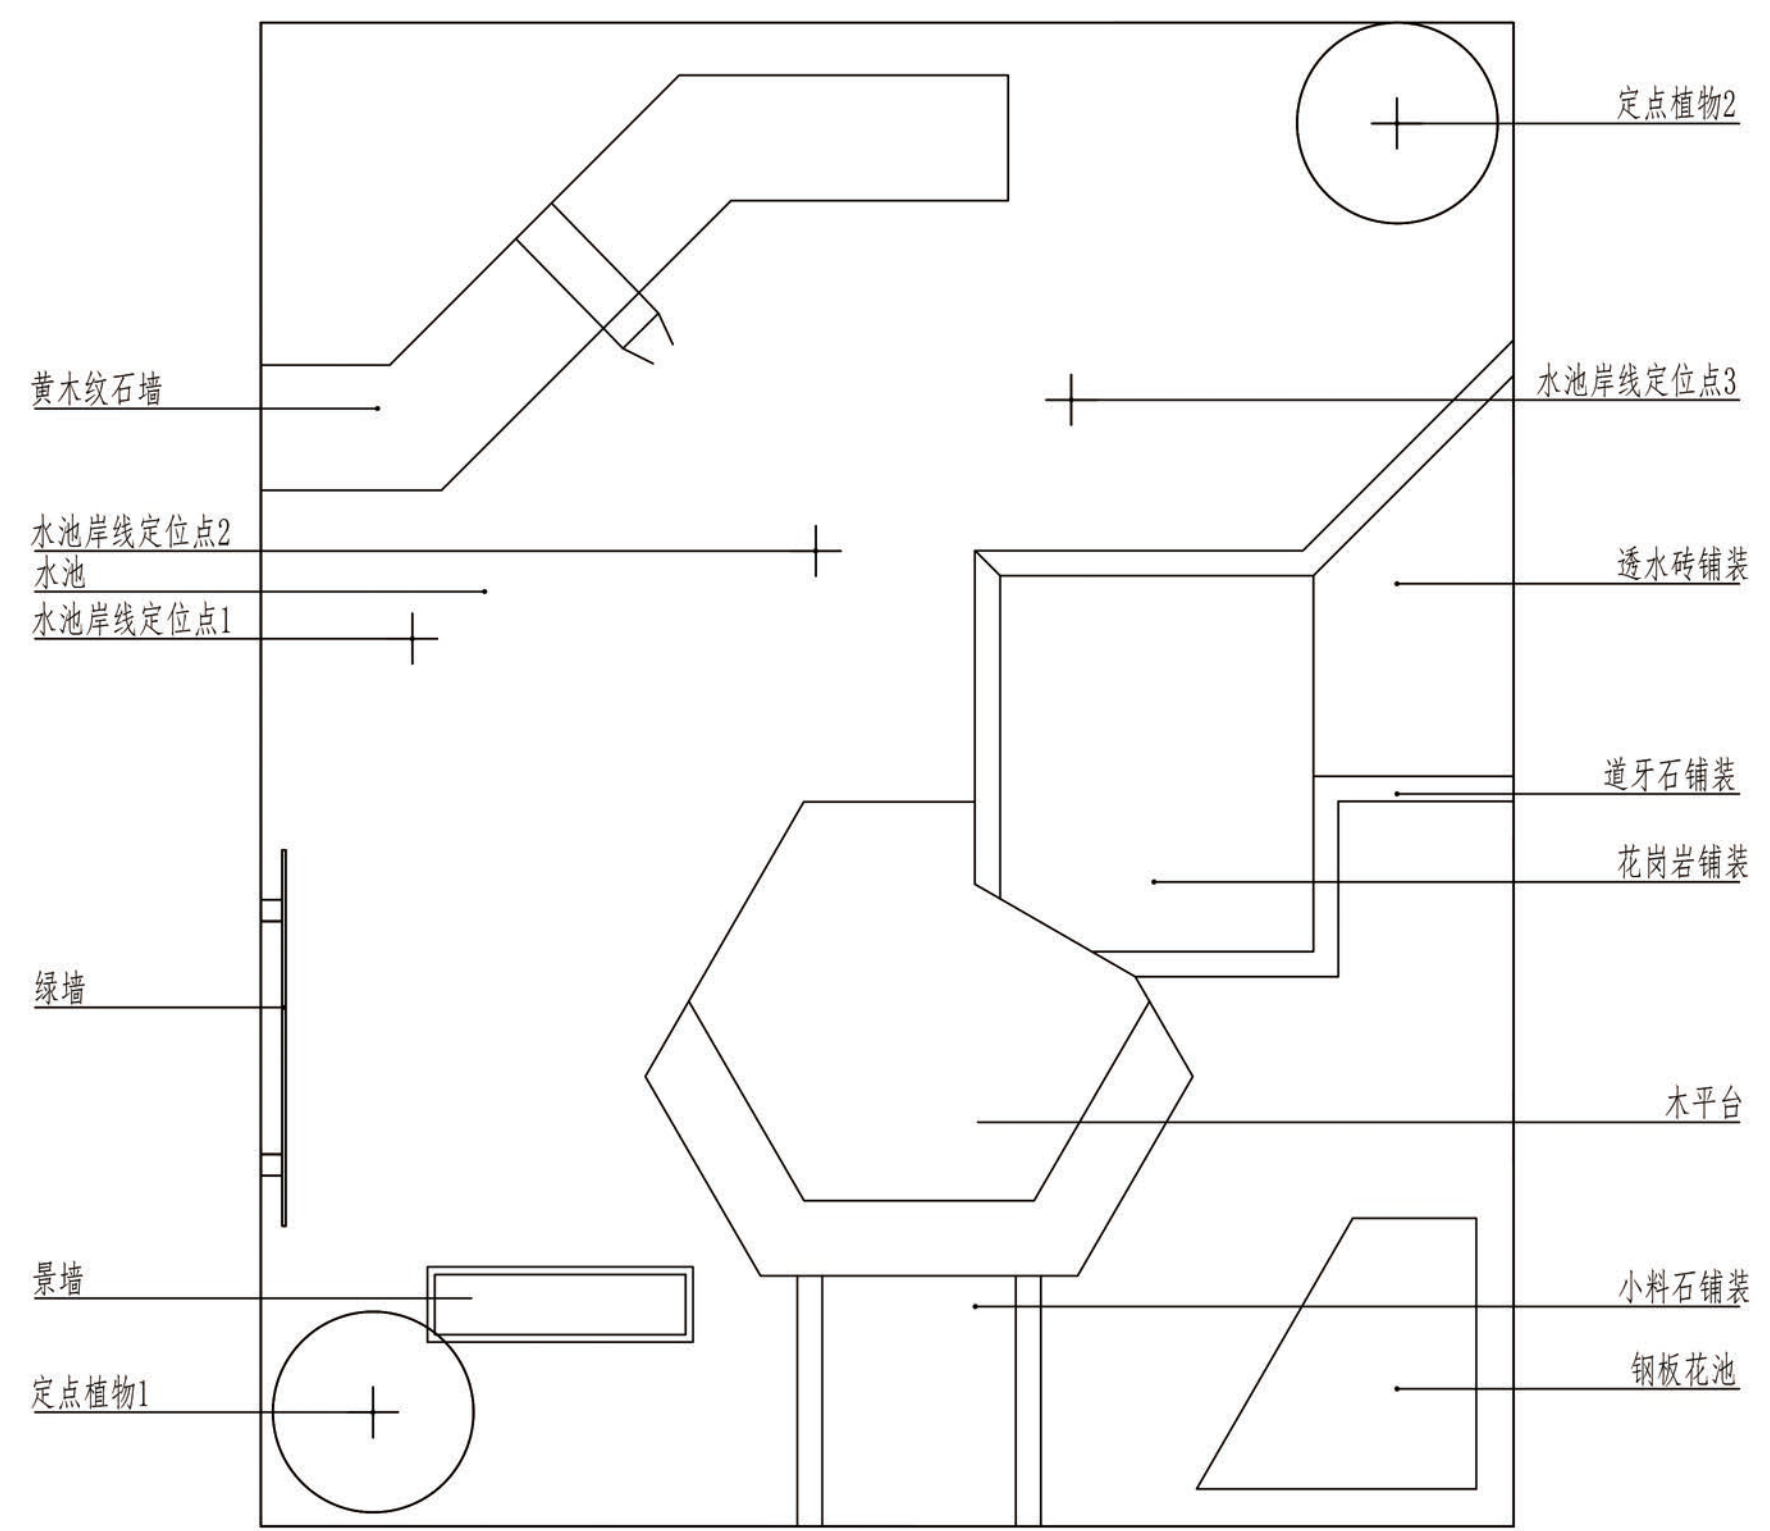 定点植物2
黄木纹石墙
水池岸线定位点3
水池岸线定位点2
水池
水池岸线定位点1
透水砖铺装
道牙石铺装
花岗岩铺装
绿墙
木平台
景墙
小料石铺装
定点植物1
钢板花池